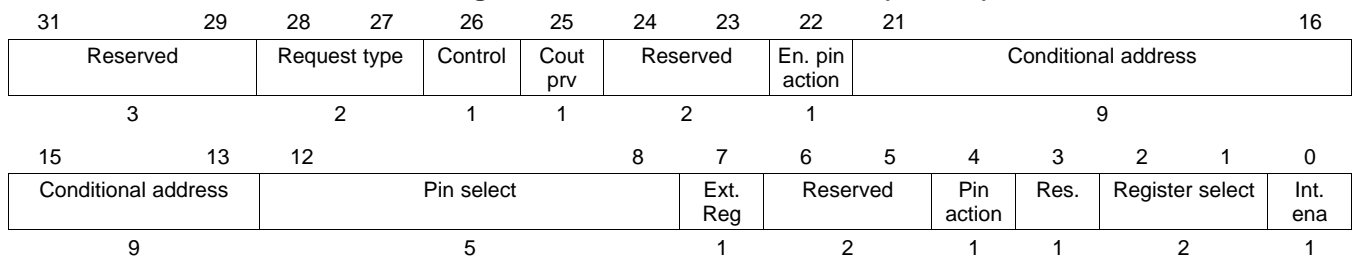 31 29 28 27 26 25 24 23 22 21 16
Reserved Request type Control Cout prv Reserved En. pin action Conditional address
3 2 1 1 2 1 9
15 13 12 8 7 6 5 4 3 2 1 0
Conditional address Pin select Ext. Reg Reserved Pin action Res. Register select Int. ena
9 5 1 2 1 1 2 1